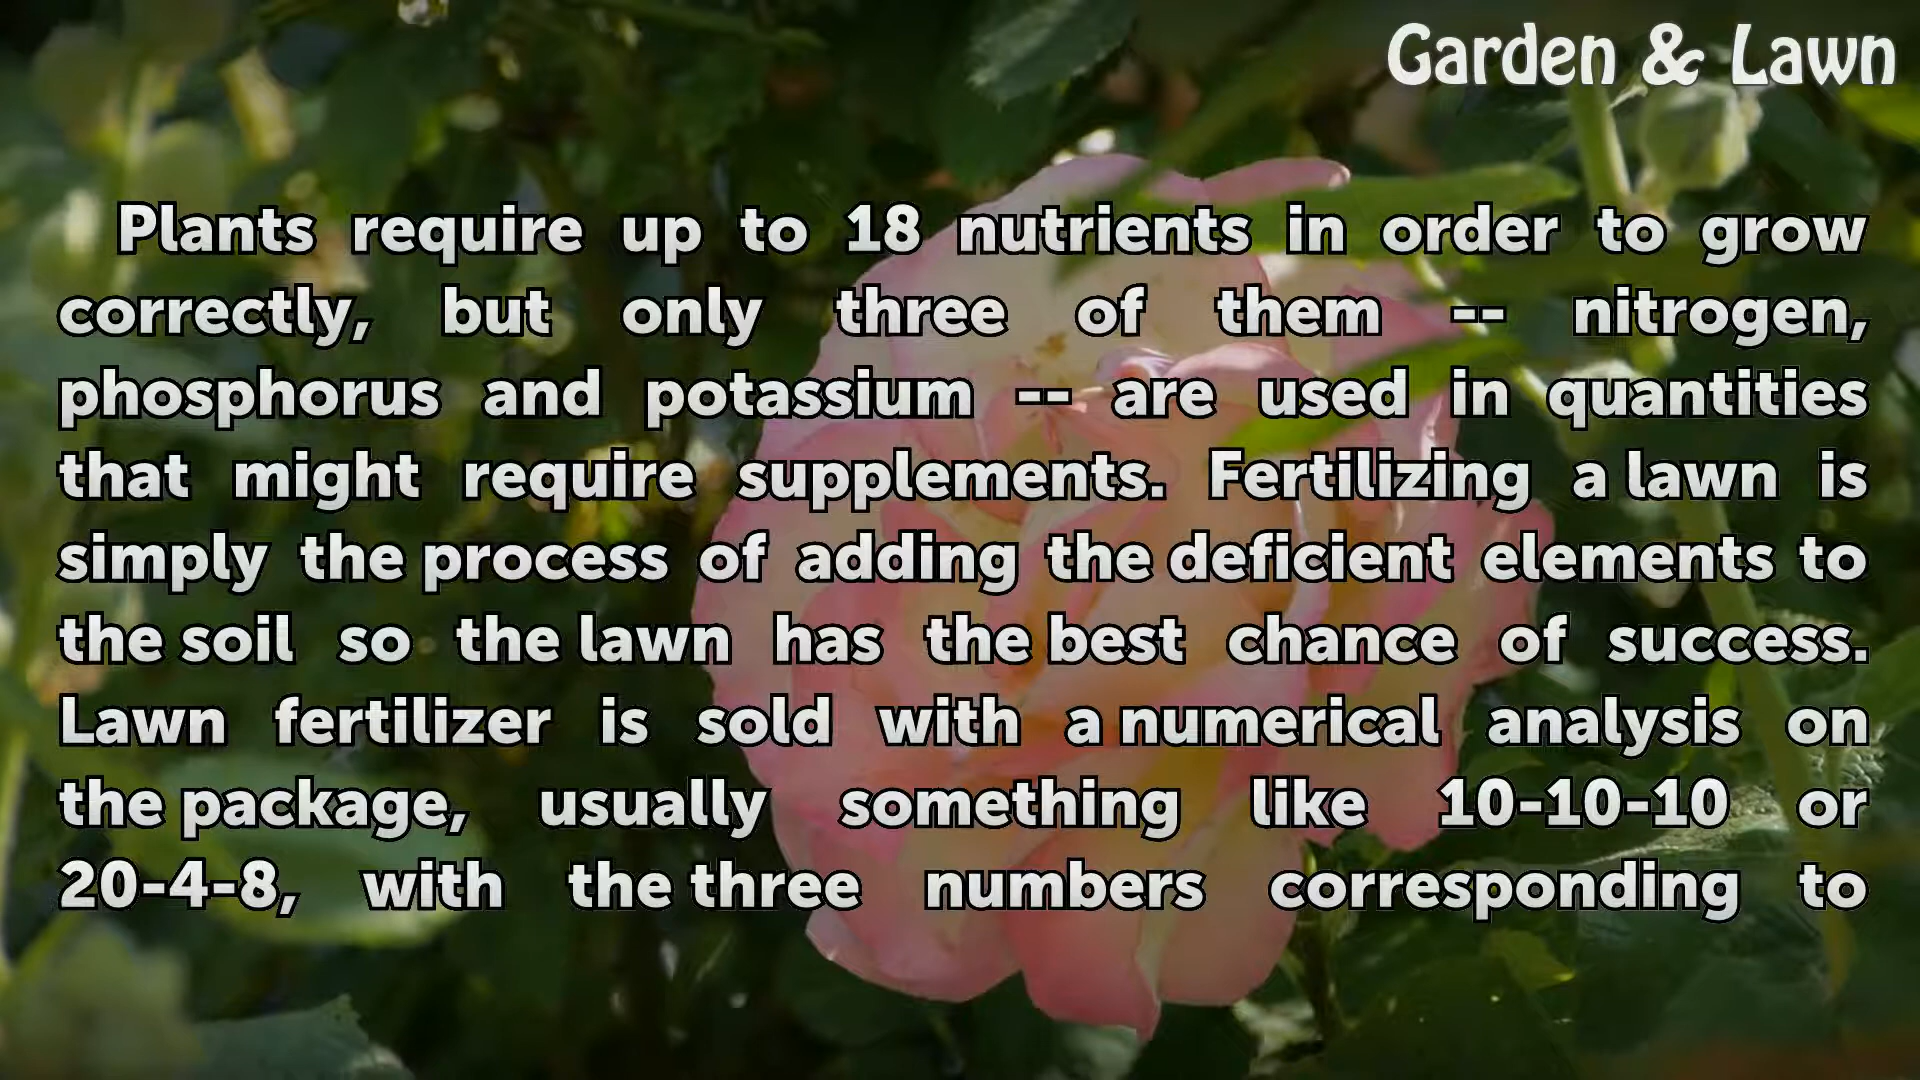 Garden & Lawn
Plants require up to 18 nutrients in order to grow
correctly, but only three of them -- nitrogen,
phosphorus and potassium -- are used in quantities
that might require supplements. Fertilizing a lawn is
simply the process of adding the deficient elements to
the soil so the lawn has the best chance of success.
Lawn fertilizer is sold with a numerical analysis on
the package, usually something like 10-10-10 or
20-4-8, with the three numbers corresponding to